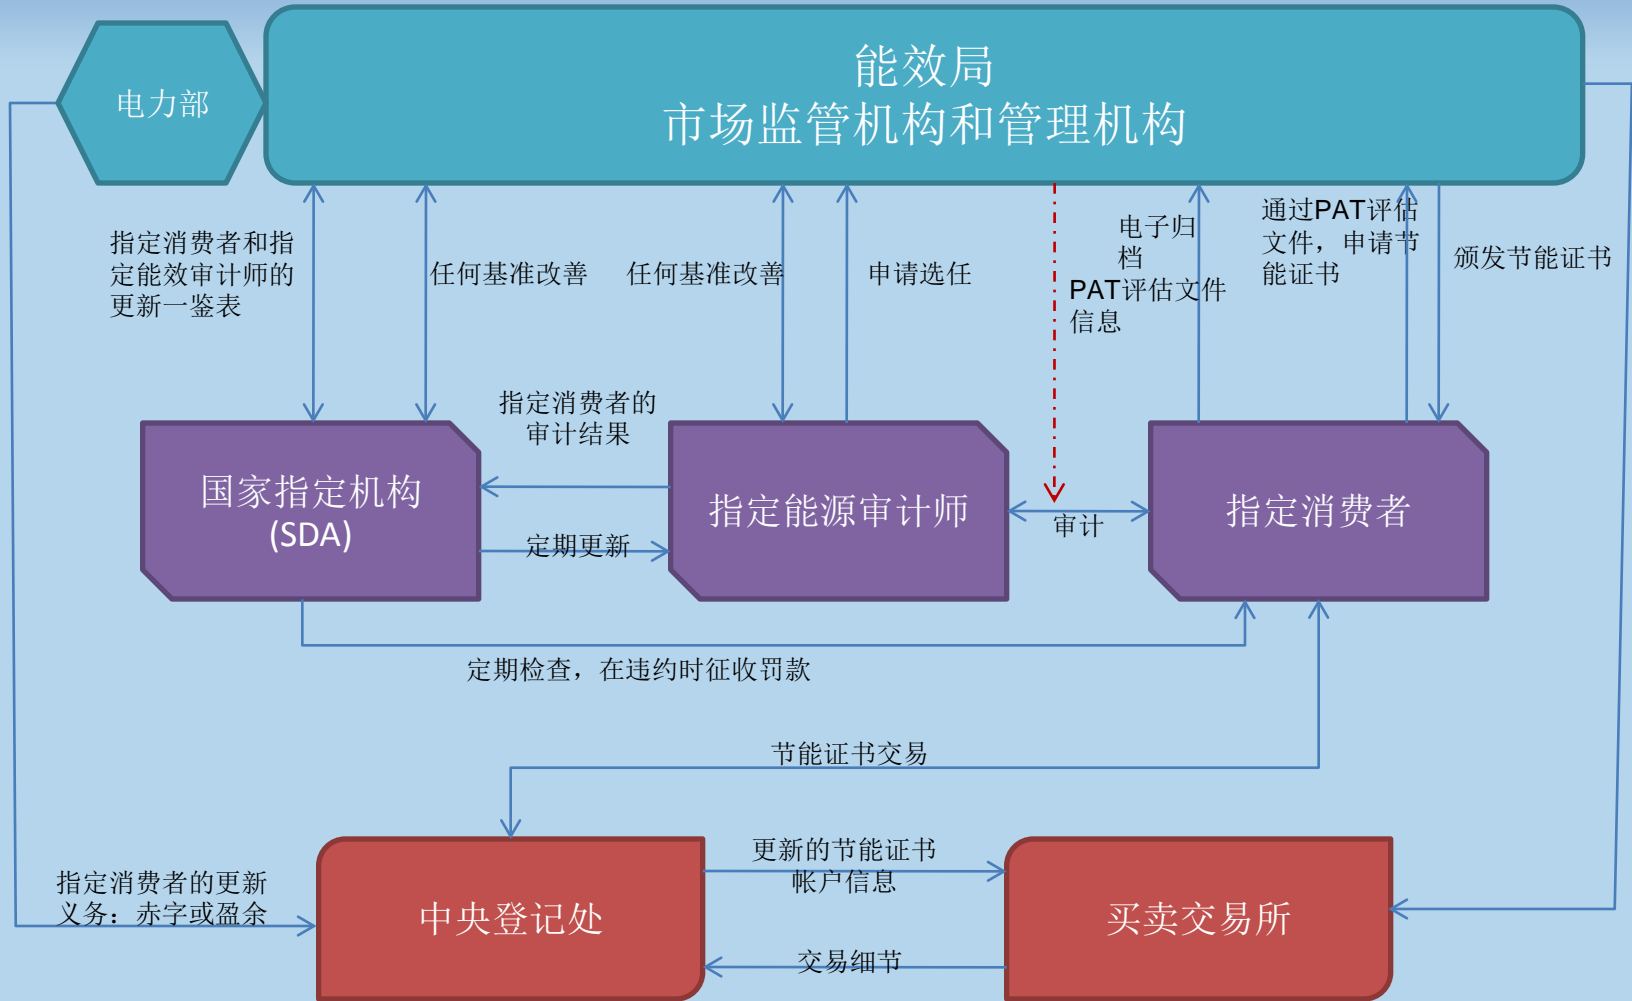 电力部
能效局
市场监管机构和管理机构
指定消费者和指
定能效审计师的
更新一鉴表
任何基准改善
任何基准改善
申请选任
电子归
档
PAT评估文件
信息
通过PAT评估
文件，申请节
能证书
颁发节能证书
指定消费者的
审计结果
国家指定机构
(SDA)
定期更新
指定能源审计师
审计
指定消费者
定期检查，在违约时征收罚款
节能证书交易
指定消费者的更新
义务：赤字或盈余
中央登记处
更新的节能证书
帐户信息
交易细节
买卖交易所